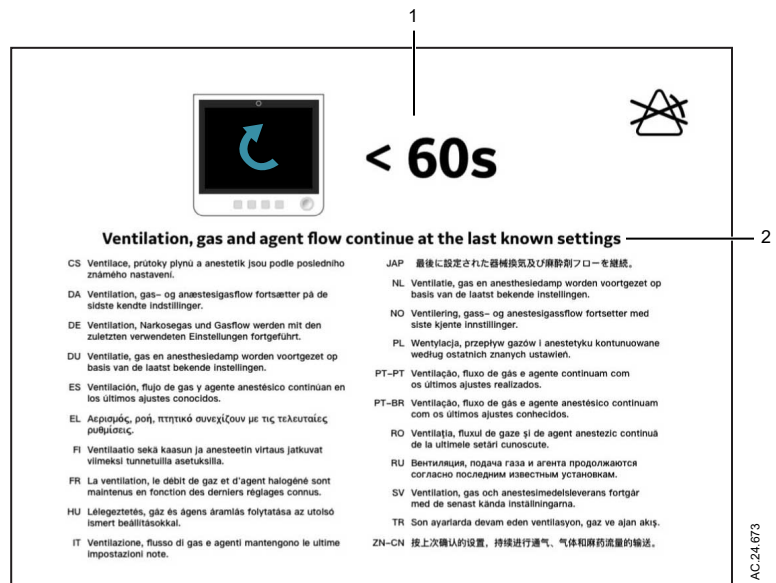 1
< 60s
Ventilation, gas and agent flow continue at the last known settings
2
CS Ventilace, průtoky plynů a anestetik jsou podle posledního
známého nastavení.
DA Ventilation, gas- og anæstesigasflow fortsætter på de
sidste kendte indstillinger.
DE Ventilation, Narkosegas und Gasflow werden mit den
zuletzten verwendeten Einstellungen fortgeführt.
DU Ventilatie, gas en anesthesiedamp worden voortgezet op
basis van de laatst bekende instellingen.
ES Ventilación, flujo de gas y agente anestésico continúan en
los últimos ajustes conocidos.
EL Αερισμός, ροή, πτητικό συνεχίζουν με τις τελευταίες
ρυθμίσεις.
FI Ventilaatio sekä kaasun ja anesteetin virtaus jatkuvat
viimeksi tunnetuilla asetuksilla.
FR La ventilation, le débit de gaz et d'agent halogéné sont
maintenus en fonction des derniers réglages connus.
HU Lélegeztetés, gáz és ágens áramlás folytatása az utolsó
ismert beállításokkal.
IT Ventilazione, flusso di gas e agenti mantengono le ultime
impostazioni note.
JAP 最後に設定された器械換気及び麻酔剤フローを継続。
NL Ventilatie, gas en anesthesiedamp worden voortgezet op
basis van de laatst bekende instellingen.
NO Ventilering, gass- og anestesigassflow fortsetter med
siste kjente innstillinger.
PL Wentylacja, przepływ gazów i anestetyku kontunuowane
według ostatnich znanych ustawień.
PT-PT Ventilação, fluxo de gás e agente continuam com
os últimos ajustes realizados.
PT-BR Ventilação, fluxo de gás e agente anestésico continuam
com os últimos ajustes conhecidos.
RO Ventilația, fluxul de gaze și de agent anestezic continuă
de la ultimele setări cunoscute.
RU Вентиляция, подача газа и агента продолжаются
согласно последним известным установкам.
SV Ventilation, gas och anestesimedelsleverans fortgår
med de senast kända inställningarna.
TR Son ayarlarda devam eden ventilasyon, gaz ve ajan akış.
ZN-CN 按上次确认的设置，持续进行通气、气体和麻药流量的输送。
AC.24.673